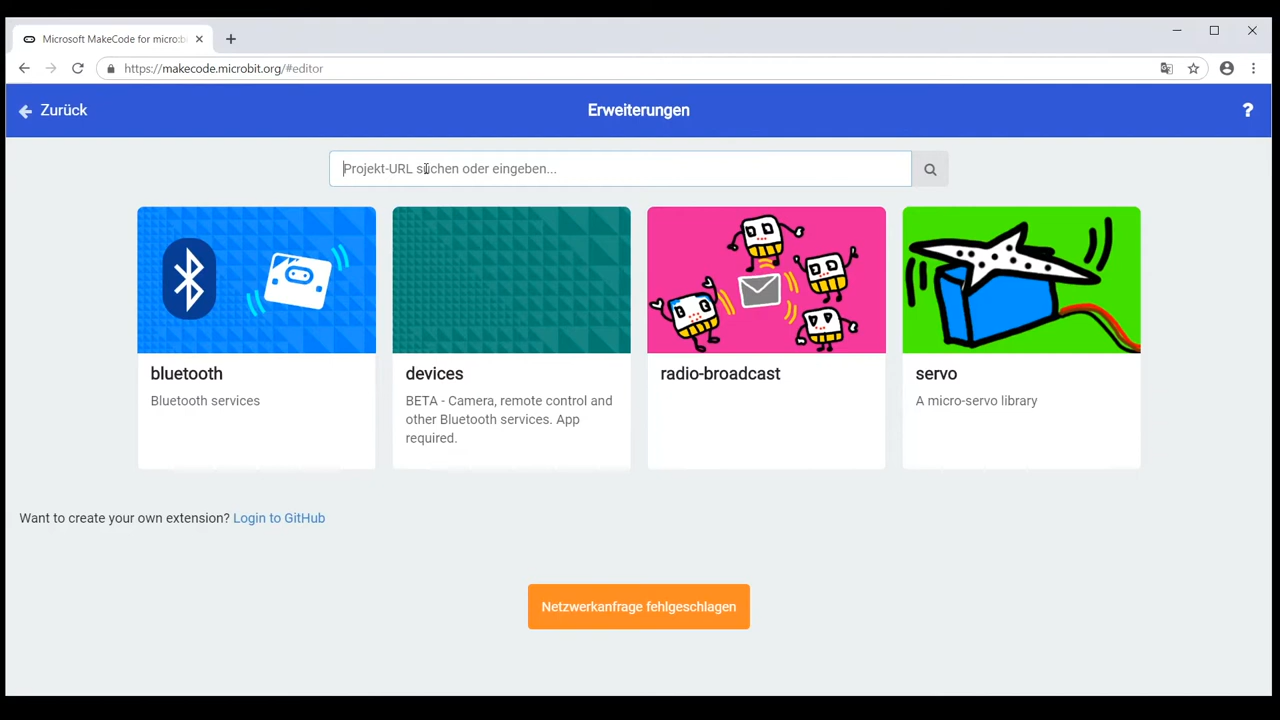 Microsoft MakeCode for micro:b
https://makecode.microbit.org/#editor
Zurück
Erweiterungen
?
Projekt-URL suchen oder eingeben...
bluetooth
Bluetooth services
devices
BETA - Camera, remote control and
other Bluetooth services. App
required.
radio-broadcast
servo
A micro-servo library
Want to create your own extension? Login to GitHub
Netzwerkanfrage fehlgeschlagen